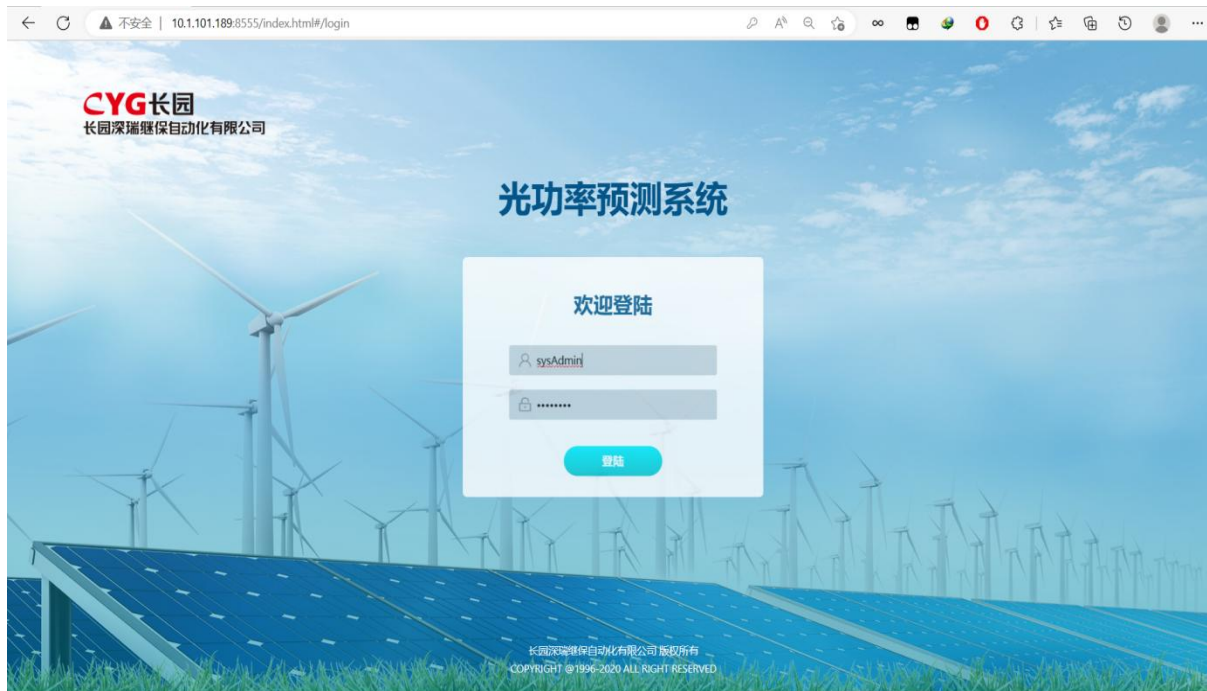 不安全 | 10.1.101.189:8555/index.html#/login
CYG长园
长园深瑞继保自动化有限公司
光功率预测系统
欢迎登陆
sysAdmin
••••••••
登陆
长园深瑞继保自动化有限公司 版权所有
COPYRIGHT @1996-2020 ALL RIGHT RESERVED